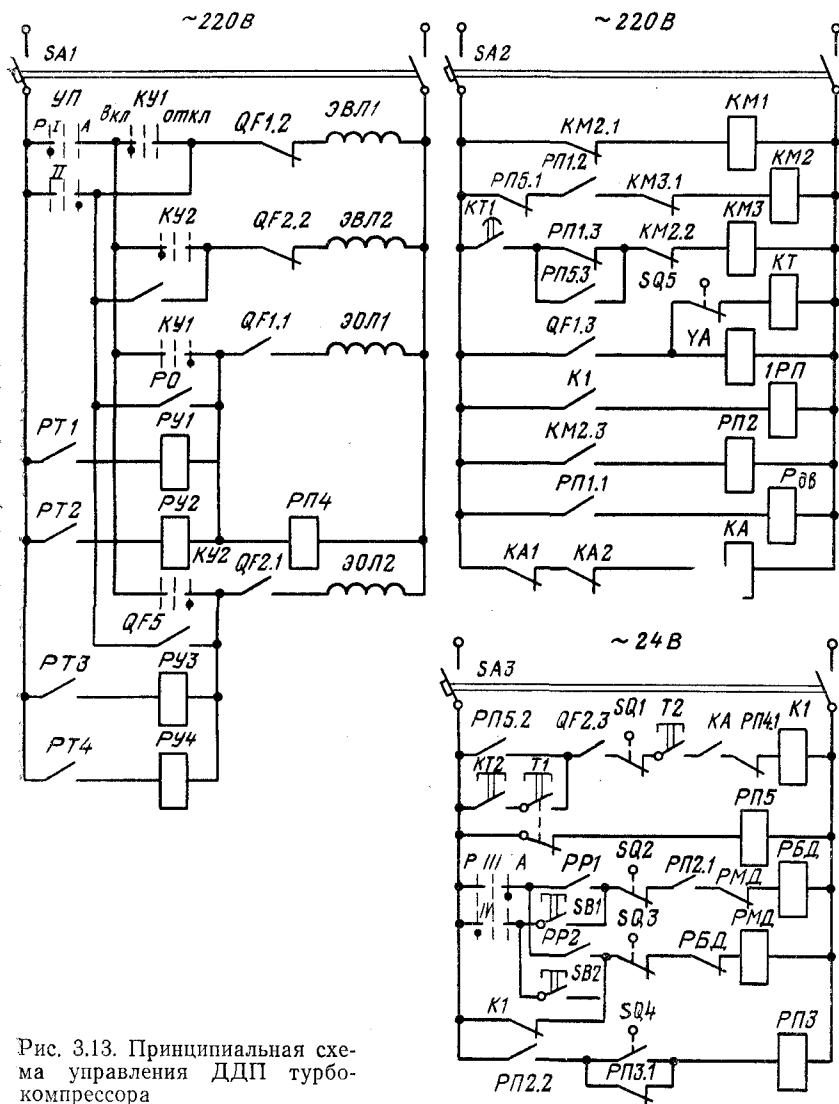 ~220В
SA1
УП
КУ1
Р I А
Вкл
откл
QF1.2
ЭВЛ1
II
КУ2
QF2.2
ЭВЛ2
КУ1
QF1.1
ЭОЛ1
РО
РТ1
РУ1
РТ2
РУ2
РП4
КУ2
QF2.1
ЭОЛ2
QF5
РТ3
РУ3
РТ4
РУ4
~220В
SA2
КМ2.1
КМ1
РП5.1
РП1.2
КМ3.1
КМ2
КТ1
РП1.3
КМ2.2
КМ3
РП5.3
SQ5
КТ
QF1.3
YA
К1
1РП
КМ2.3
РП2
РП1.1
Рдв
КА1
КА2
КА
~24В
SA3
РП5.2
QF2.3
SQ1
Т2
КА
РП4.1
К1
КТ2
Т1
РП5
Р III А
РР1
SQ2
РП2.1
РМД
РБД
IV
SB1
SQ3
РР2
РБД
РМД
SB2
К1
SQ4
РП3
РП2.2
РП3.1
Рис. 3.13. Принципиальная схе-
ма управления ДДП турбо-
компрессора